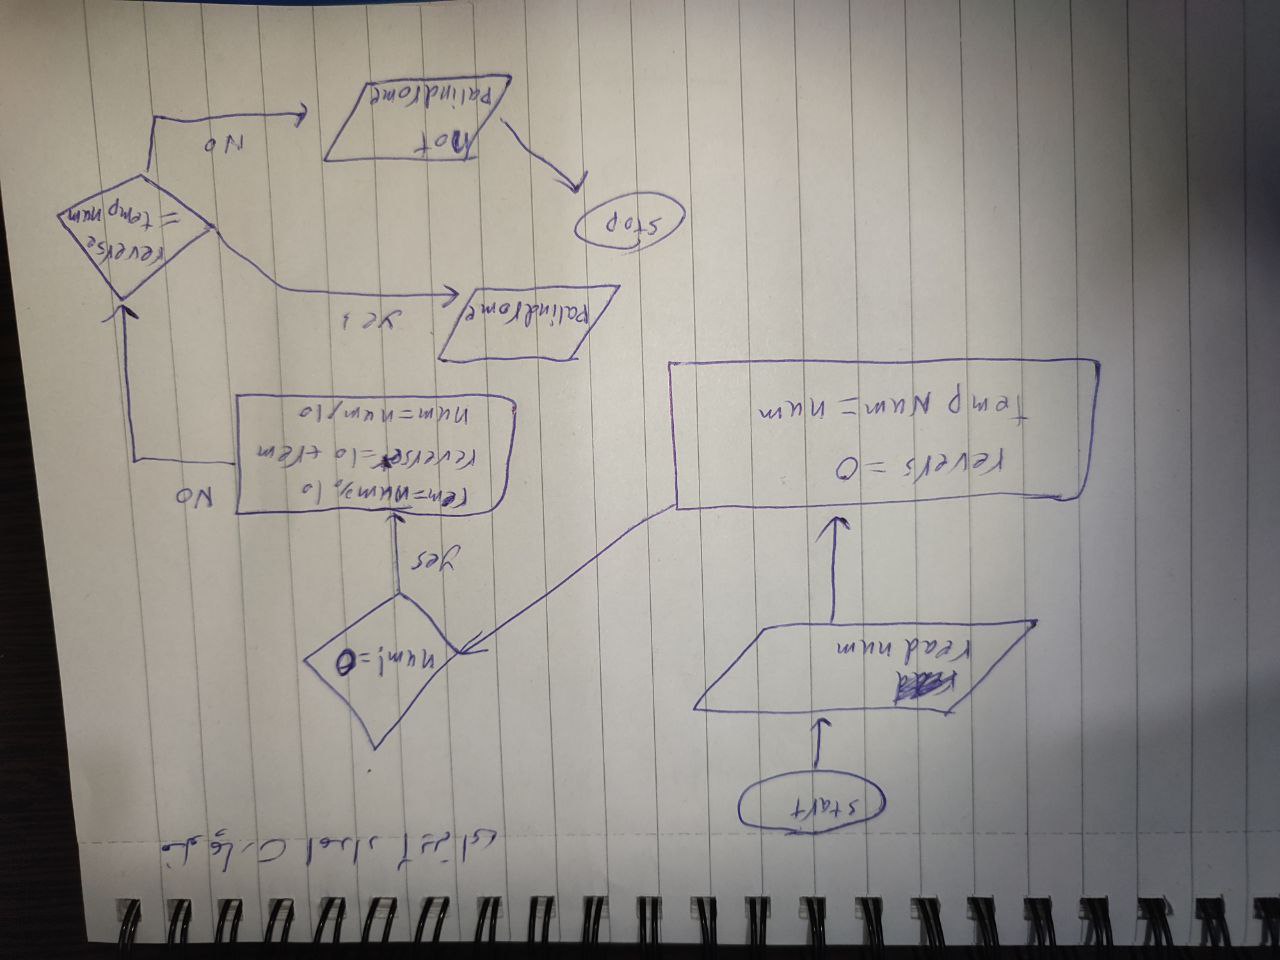 start
read num
revers = 0
temp Num = num
num! = 0
yes
rem=num% 10
reverse=10 + rem
num=num/10
NO
reverse
= temp num
yes
Palindrome
NO
not
Palindrome
stop